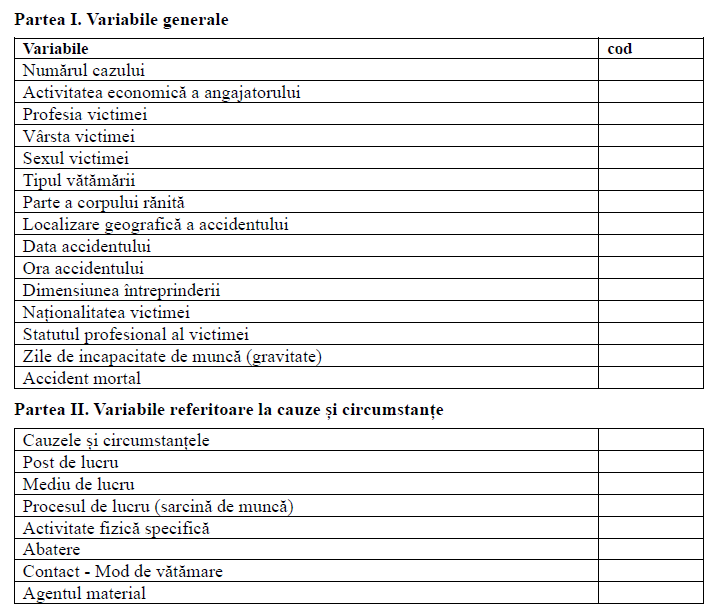 Partea I. Variabile generale
Variabile cod
Numărul cazului
Activitatea economică a angajatorului
Profesia victimei
Vârsta victimei
Sexul victimei
Tipul vătămării
Parte a corpului rănită
Localizare geografică a accidentului
Data accidentului
Ora accidentului
Dimensiunea întreprinderii
Naționalitatea victimei
Statutul profesional al victimei
Zile de incapacitate de muncă (gravitate)
Accident mortal
Partea II. Variabile referitoare la cauze și circumstanțe
Cauzele și circumstanțele
Post de lucru
Mediu de lucru
Procesul de lucru (sarcină de muncă)
Activitate fizică specifică
Abatere
Contact - Mod de vătămare
Agentul material